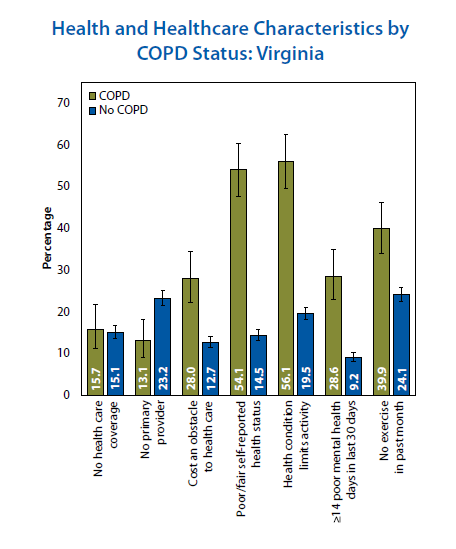 Health and Healthcare Characteristics by
COPD Status: Virginia
COPD
No COPD
Percentage
70
60
50
40
30
20
10
0
15.7
15.1
13.1
23.2
28.0
12.7
54.1
14.5
56.1
19.5
28.6
9.2
39.9
24.1
No health care
coverage
No primary
provider
Cost an obstacle
to health care
Poor/fair self-reported
health status
Health condition
limits activity
≥14 poor mental health
days in last 30 days
No exercise
in past month